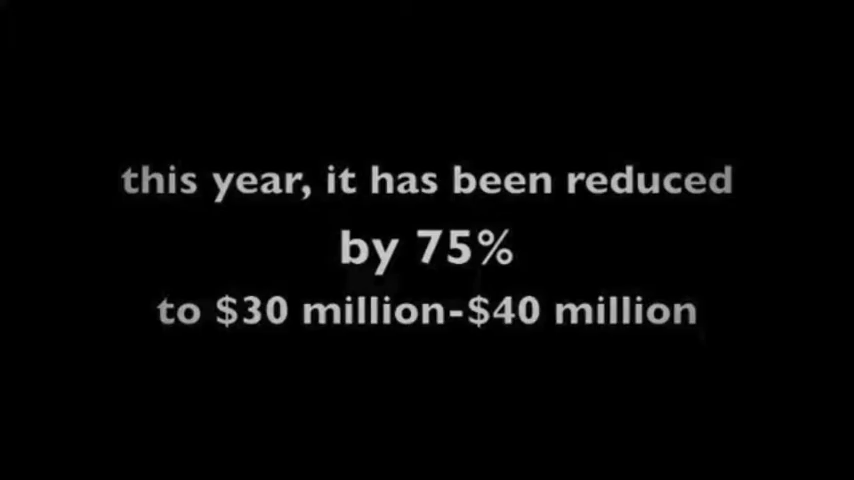 this year, it has been reduced
by 75%
to $30 million-$40 million